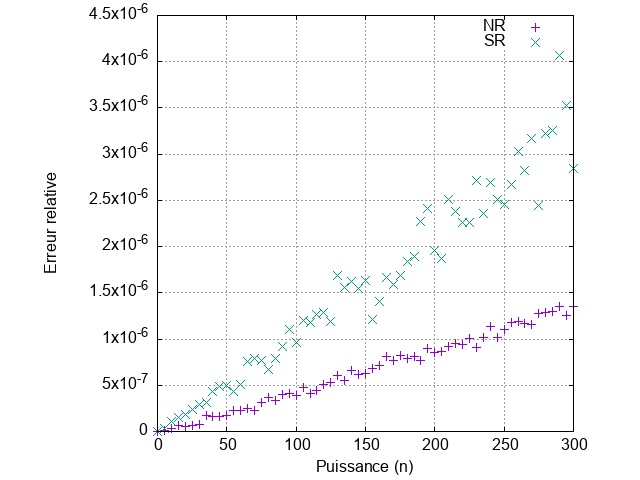 4.5x10^-6
4x10^-6
3.5x10^-6
3x10^-6
2.5x10^-6
2x10^-6
1.5x10^-6
1x10^-6
5x10^-7
0
0 50 100 150 200 250 300
Erreur relative
Puissance (n)
NR
SR